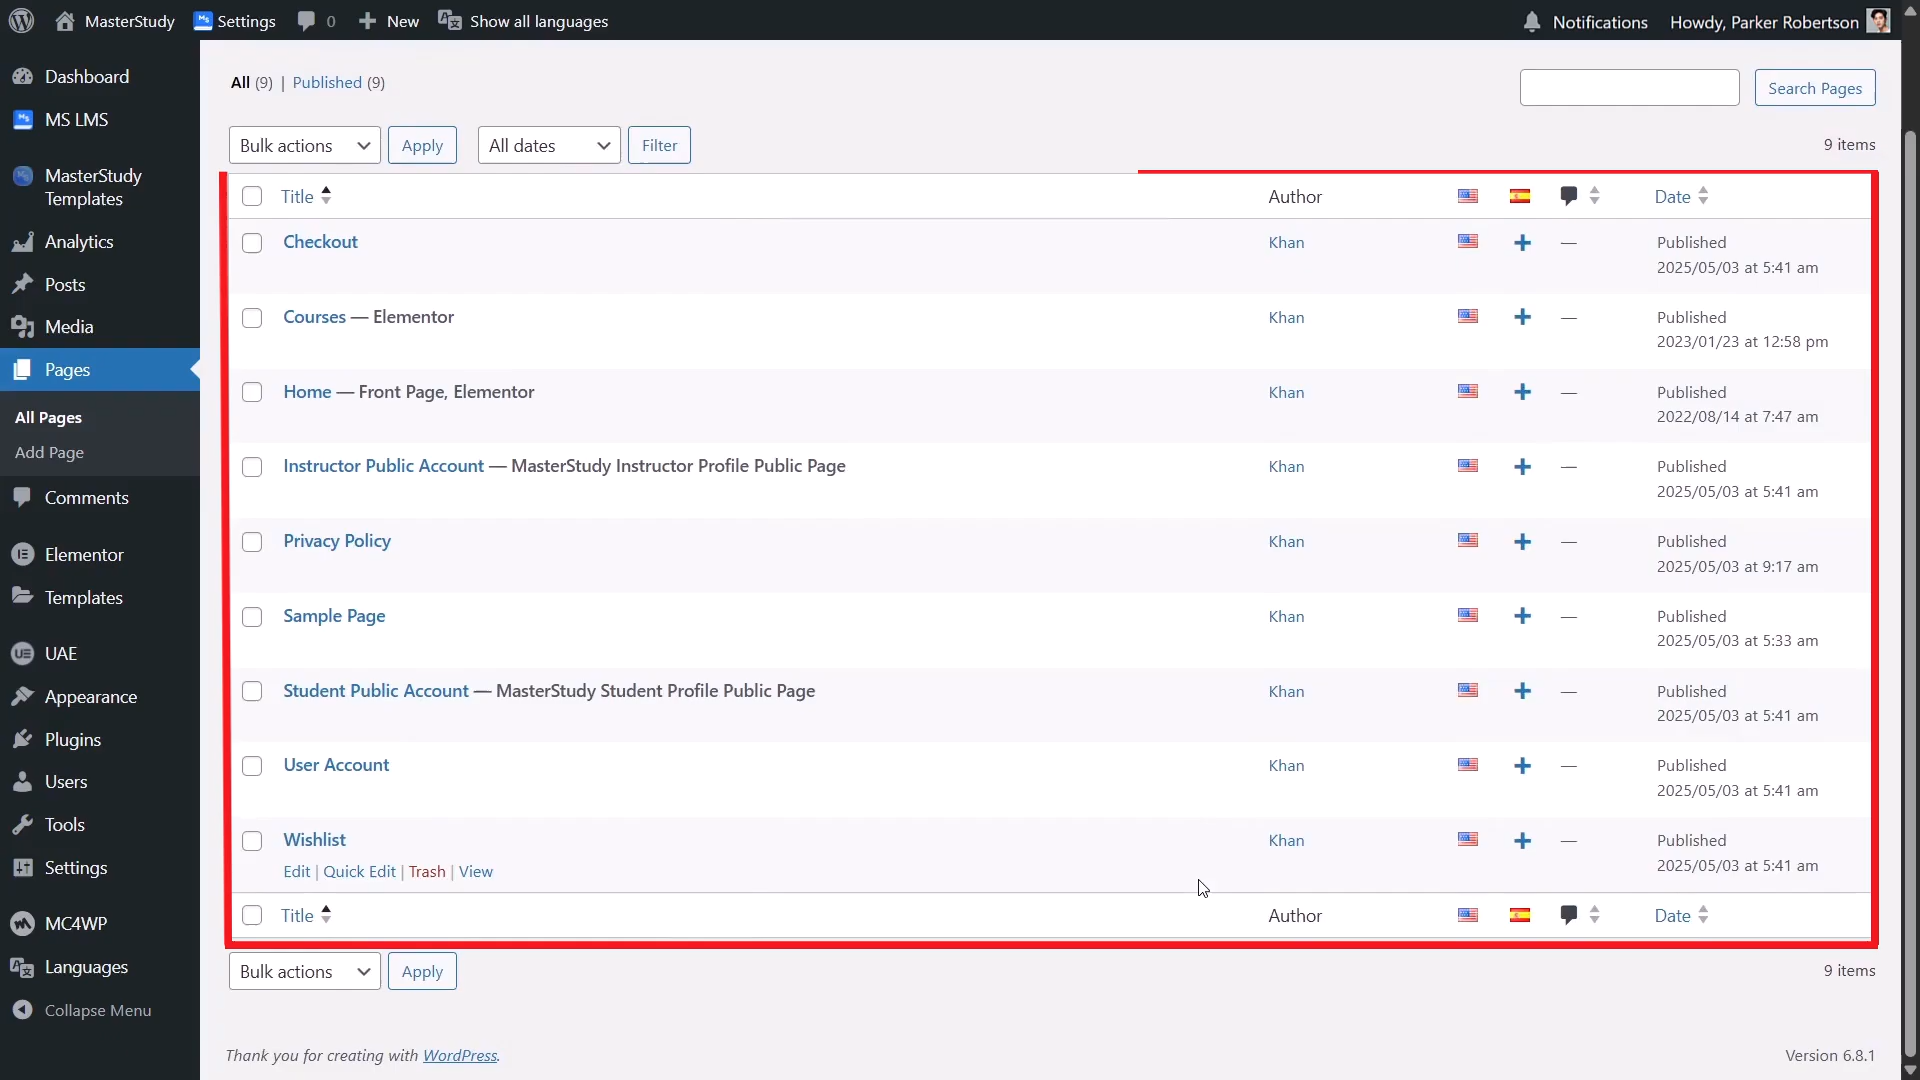 MasterStudy
Settings
0
New
Show all languages
Notifications
Howdy, Parker Robertson
Dashboard
MS LMS
MasterStudy
Templates
Analytics
Posts
Media
Pages
All Pages
Add Page
Comments
Elementor
Templates
UAE
Appearance
Plugins
Users
Tools
Settings
MC4WP
Languages
Collapse Menu
All (9) | Published (9)
Search Pages
Bulk actions Apply All dates Filter 9 items
Title Author Date
Checkout Khan — Published
2025/05/03 at 5:41 am
Courses — Elementor Khan — Published
2023/01/23 at 12:58 pm
Home — Front Page, Elementor Khan — Published
2022/08/14 at 7:47 am
Instructor Public Account — MasterStudy Instructor Profile Public Page Khan — Published
2025/05/03 at 5:41 am
Privacy Policy Khan — Published
2025/05/03 at 9:17 am
Sample Page Khan — Published
2025/05/03 at 5:33 am
Student Public Account — MasterStudy Student Profile Public Page Khan — Published
2025/05/03 at 5:41 am
User Account Khan — Published
2025/05/03 at 5:41 am
Wishlist Khan — Published
Edit | Quick Edit | Trash | View 2025/05/03 at 5:41 am
Title Author Date
Bulk actions Apply 9 items
Thank you for creating with WordPress. Version 6.8.1